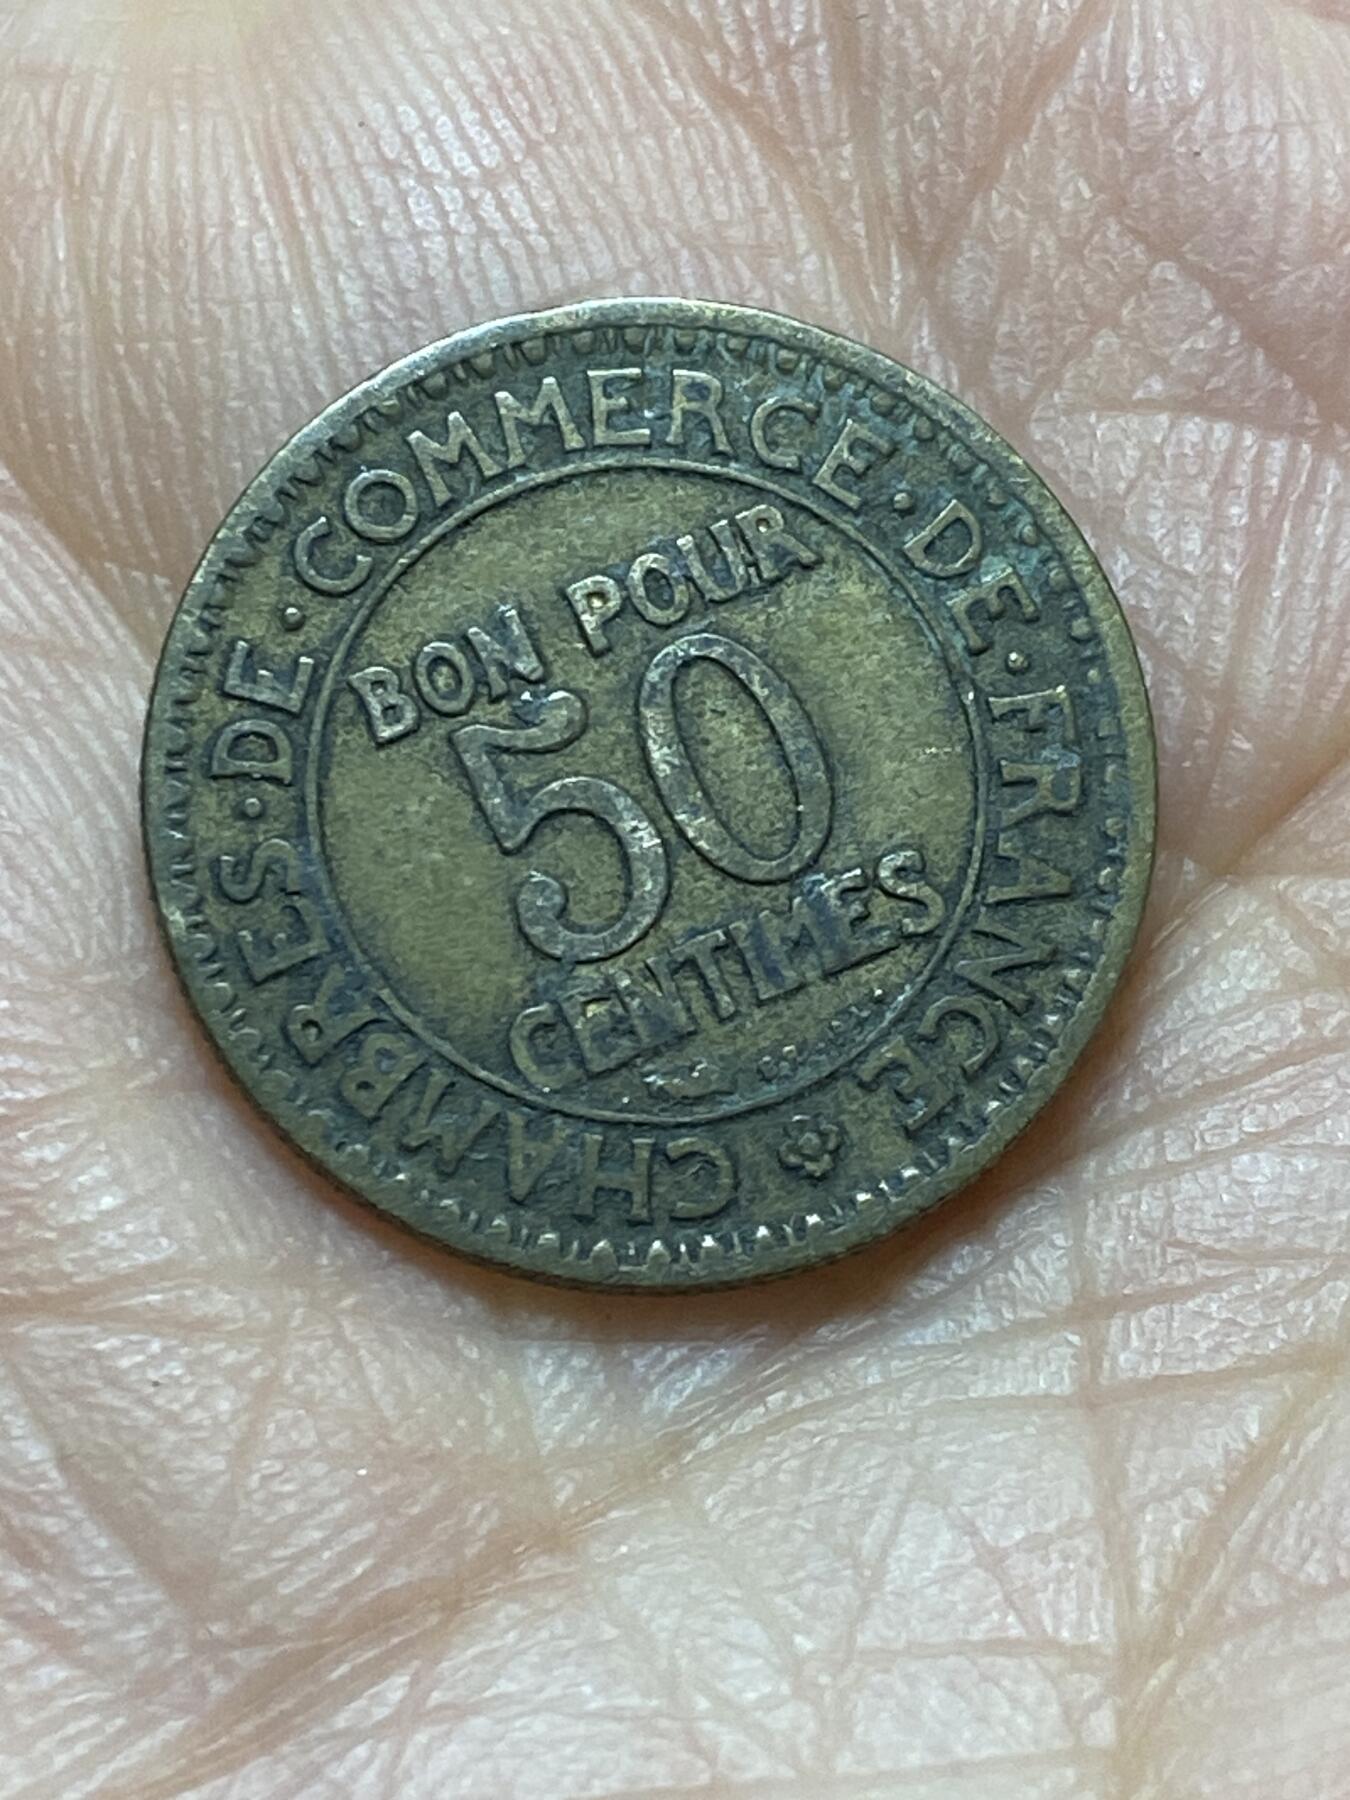 CHAMBRES·DE·COMMERCE·DE·FRANCE
BON POUR
50
CENTIMES